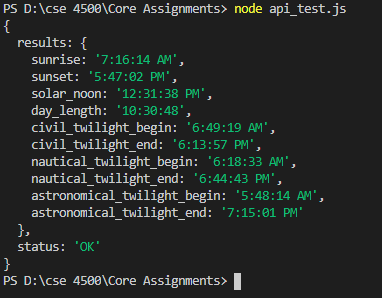 PS D:\cse 4500\Core Assignments> node api_test.js
{
  results: {
    sunrise: '7:16:14 AM',
    sunset: '5:47:02 PM',
    solar_noon: '12:31:38 PM',
    day_length: '10:30:48',
    civil_twilight_begin: '6:49:19 AM',
    civil_twilight_end: '6:13:57 PM',
    nautical_twilight_begin: '6:18:33 AM',
    nautical_twilight_end: '6:44:43 PM',
    astronomical_twilight_begin: '5:48:14 AM',
    astronomical_twilight_end: '7:15:01 PM'
  },
  status: 'OK'
}
PS D:\cse 4500\Core Assignments>